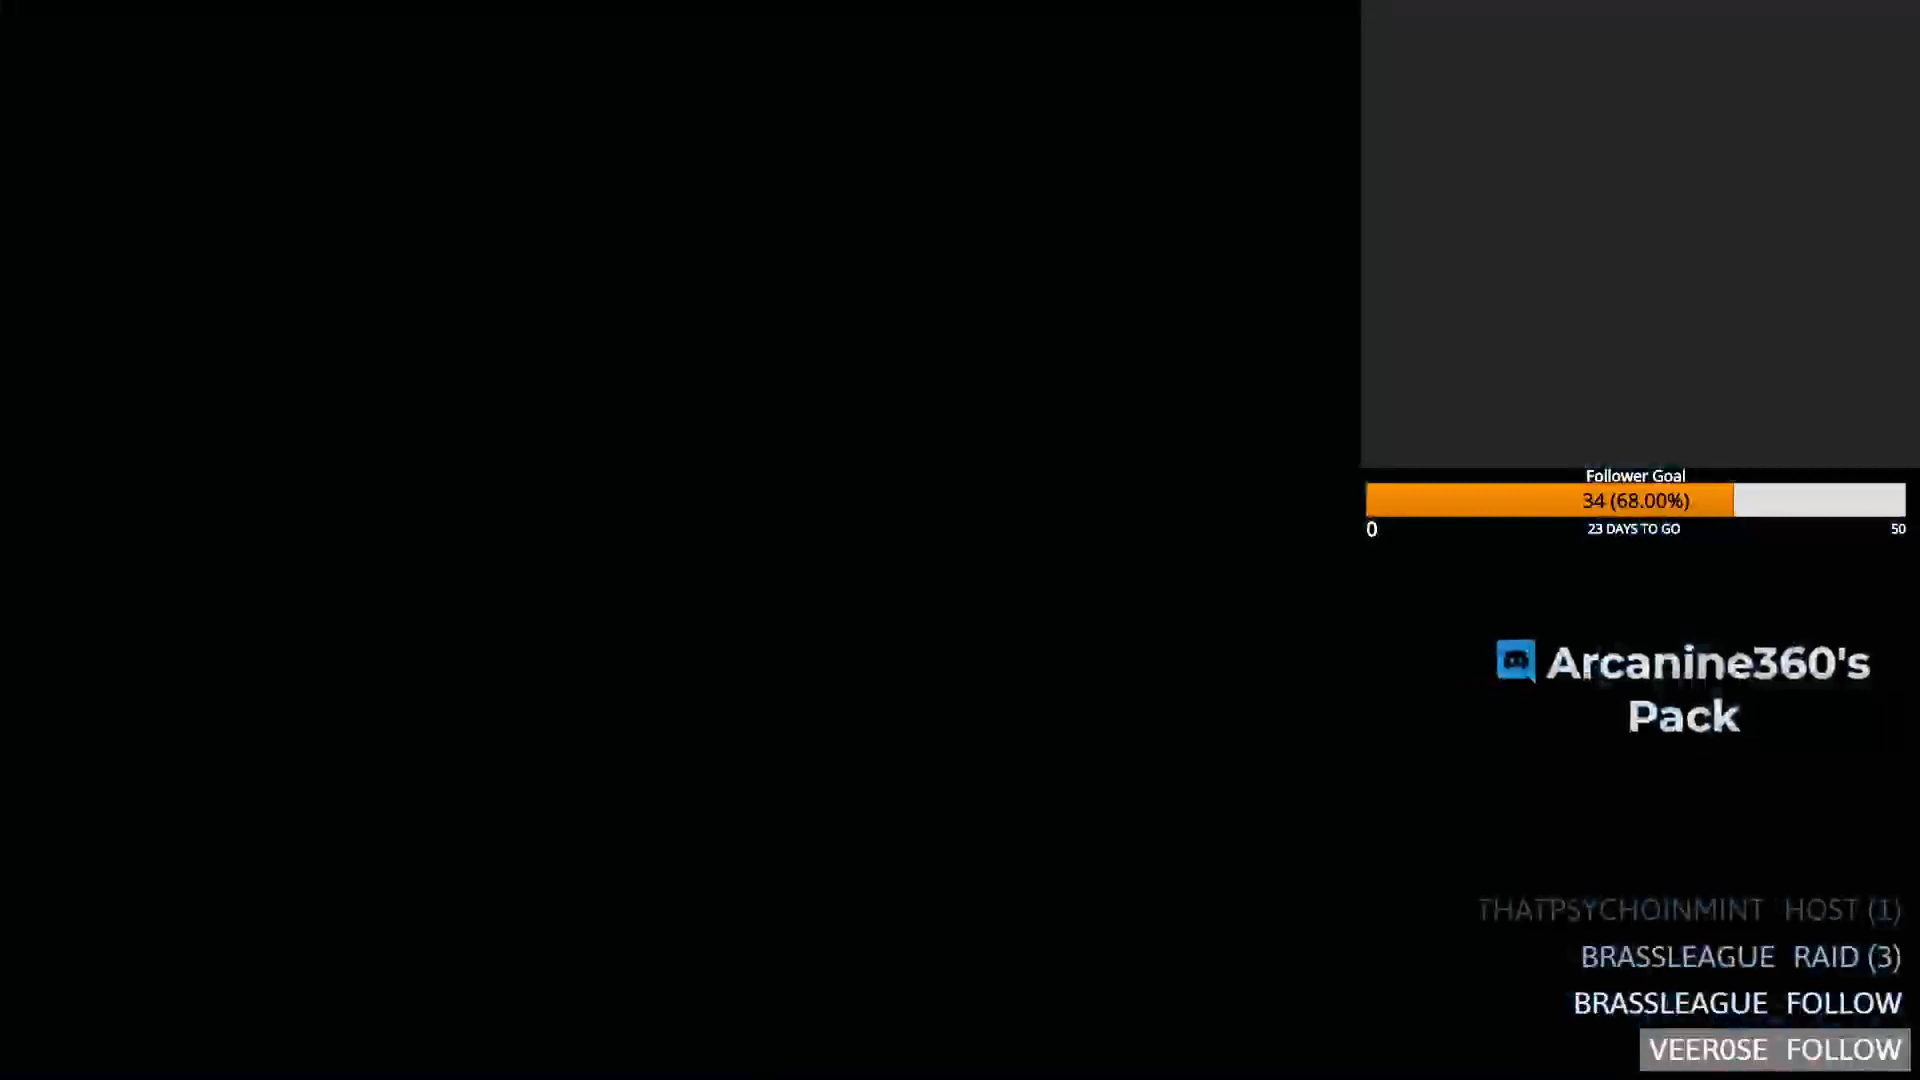 Follower Goal
34 (68.00%)
0 23 DAYS TO GO 50
Arcanine360's
Pack
THATPSYCHOINMINT HOST (1)
BRASSLEAGUE RAID (3)
BRASSLEAGUE FOLLOW
VEER0SE FOLLOW